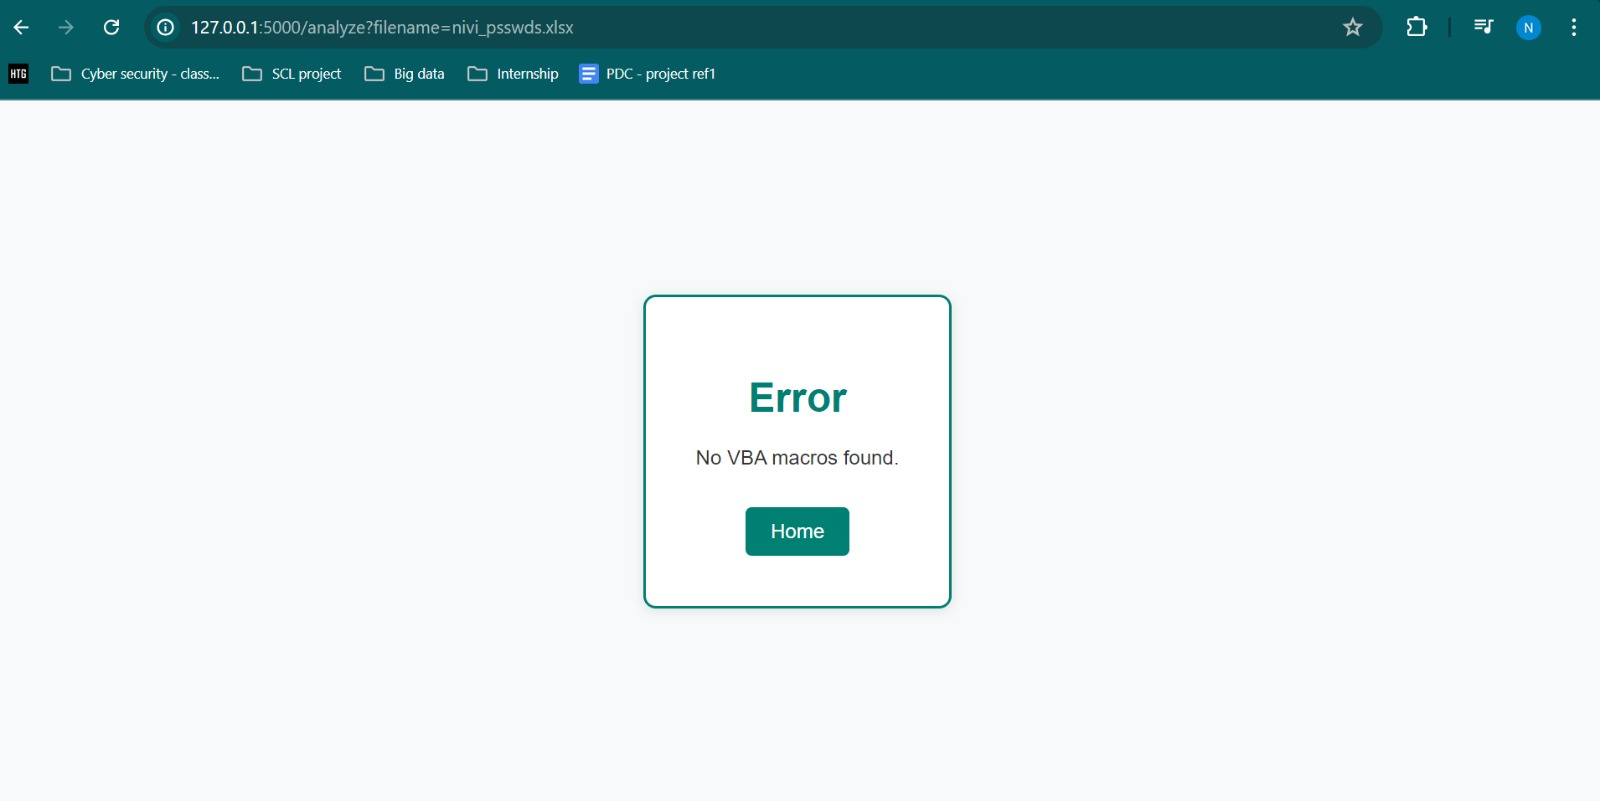 127.0.0.1:5000/analyze?filename=nivi_psswds.xlsx
N
HTG Cyber security - class... SCL project Big data Internship PDC - project ref1
Error
No VBA macros found.
Home